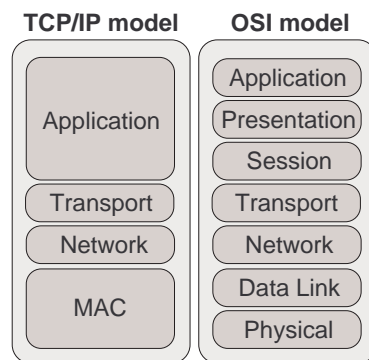 TCP/IP model
Application
Transport
Network
MAC
OSI model
Application
Presentation
Session
Transport
Network
Data Link
Physical